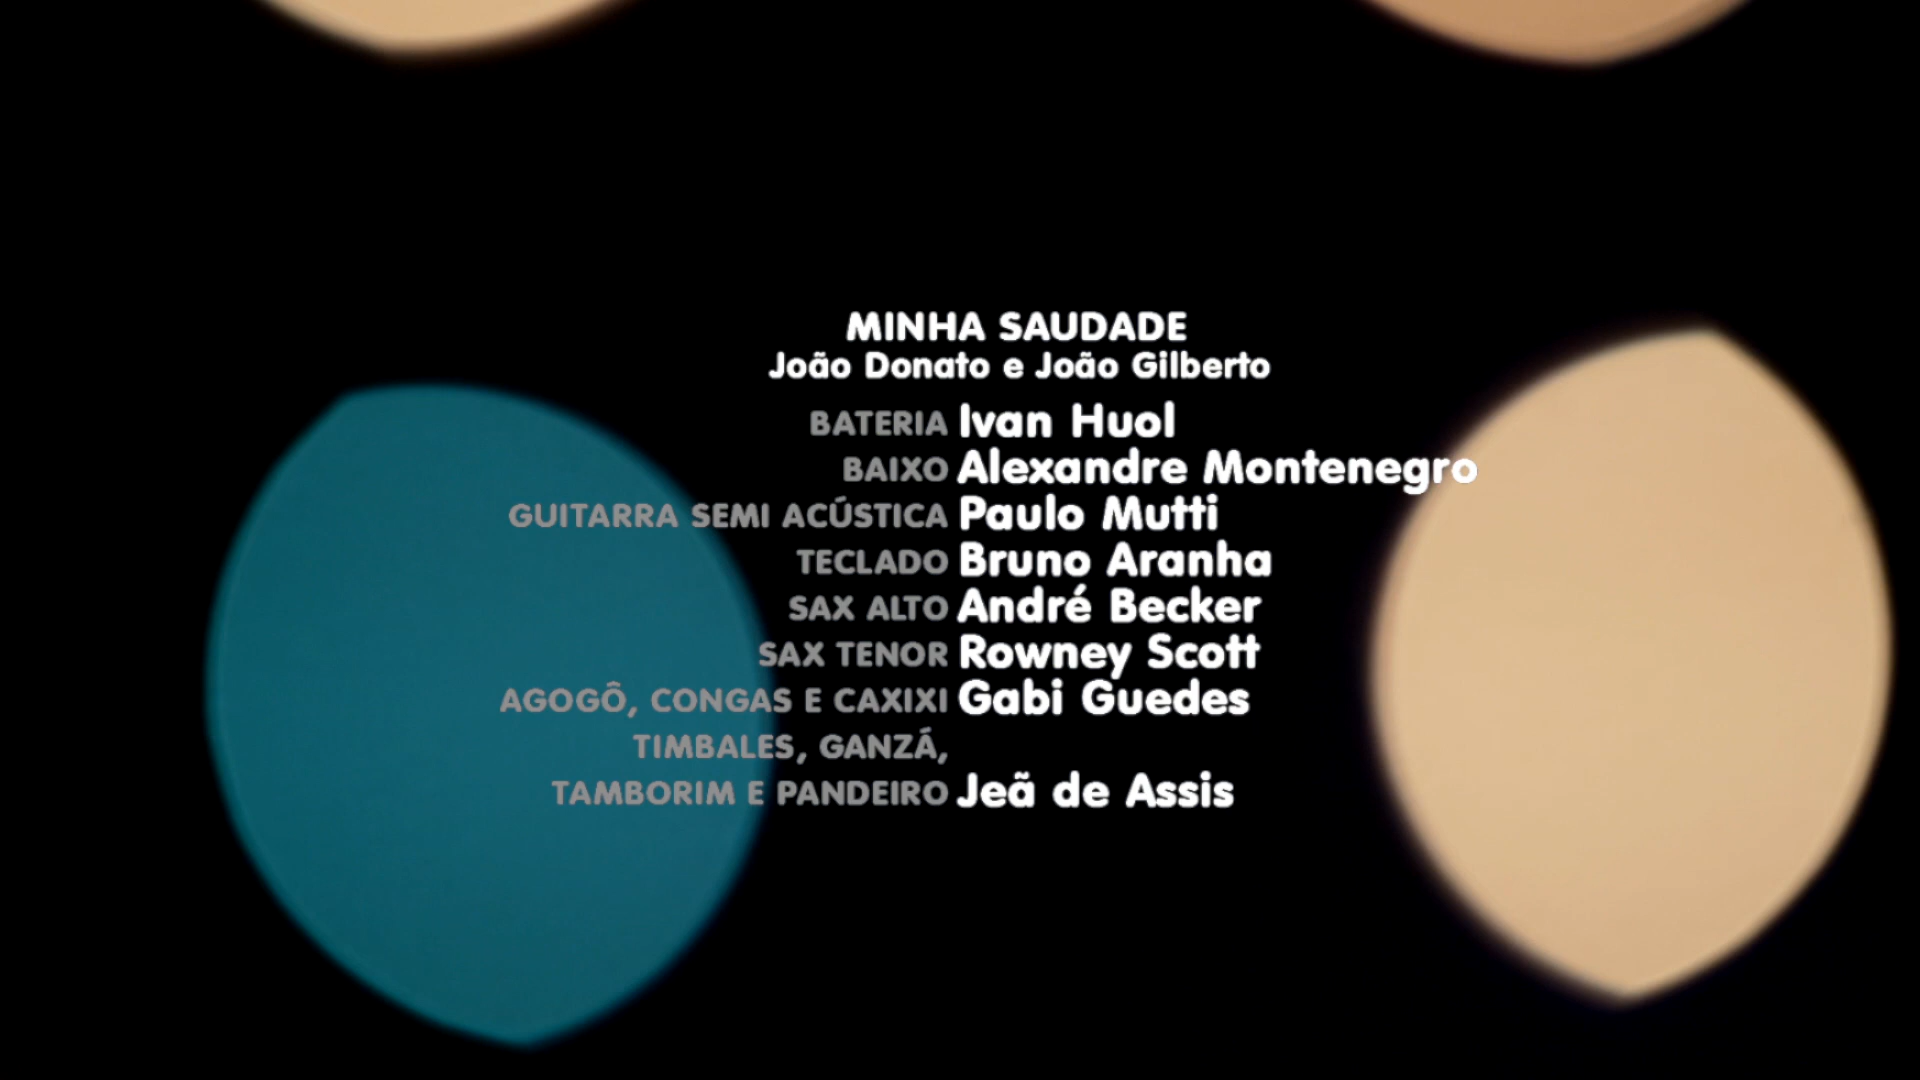 MINHA SAUDADE
João Donato e João Gilberto
BATERIA Ivan Huol
BAIXO Alexandre Montenegro
GUITARRA SEMI ACÚSTICA Paulo Mutti
TECLADO Bruno Aranha
SAX ALTO André Becker
SAX TENOR Rowney Scott
AGOGÔ, CONGAS E CAXIXI Gabi Guedes
TIMBALES, GANZÁ,
TAMBORIM E PANDEIRO Jeã de Assis